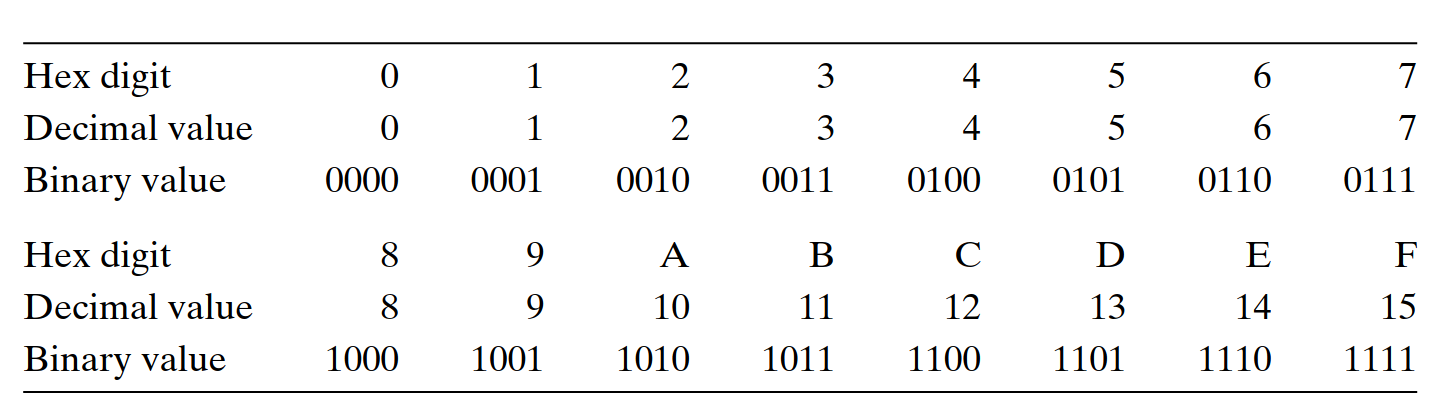 Hex digit 0 1 2 3 4 5 6 7
Decimal value 0 1 2 3 4 5 6 7
Binary value 0000 0001 0010 0011 0100 0101 0110 0111
Hex digit 8 9 A B C D E F
Decimal value 8 9 10 11 12 13 14 15
Binary value 1000 1001 1010 1011 1100 1101 1110 1111